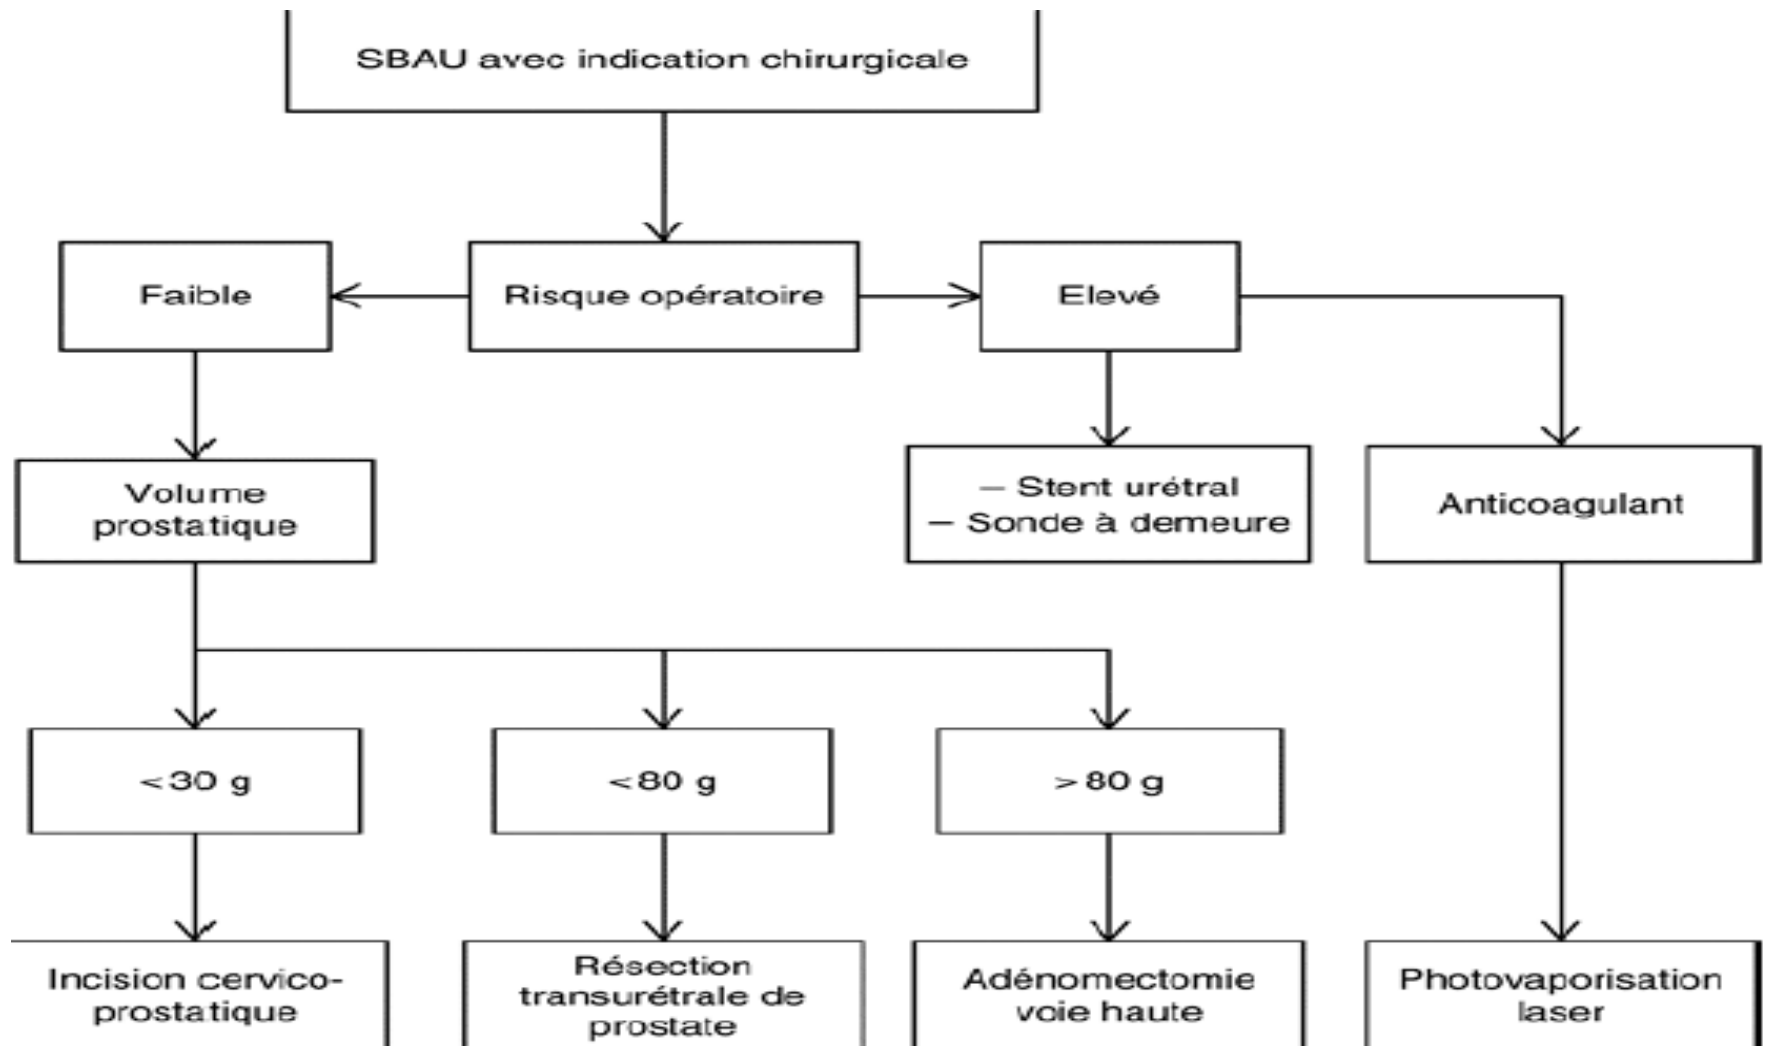 SBAU avec indication chirurgicale
Faible
Risque opératoire
Elevé
Volume
prostatique
– Stent urétral
– Sonde à demeure
Anticoagulant
<30 g
<80 g
>80 g
Incision cervico-
prostatique
Résection
transurétrale de
prostate
Adénomectomie
voie haute
Photovaporisation
laser